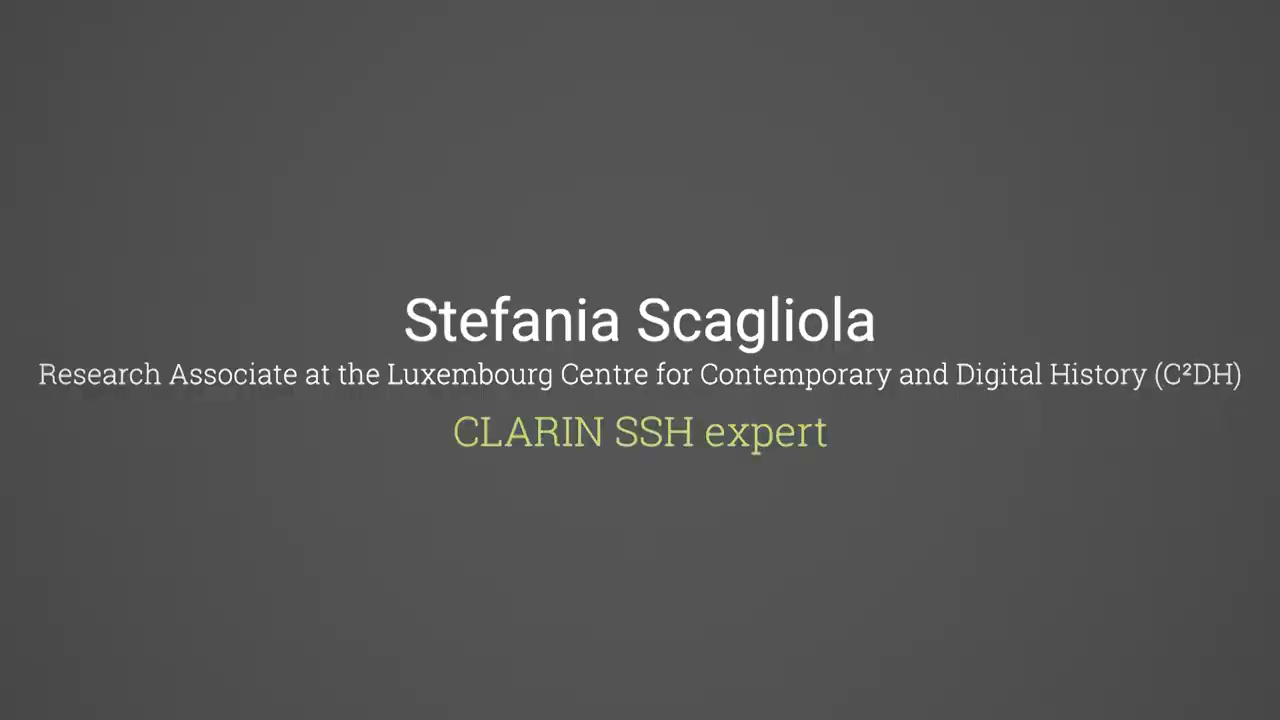 Stefania Scagliola
Research Associate at the Luxembourg Centre for Contemporary and Digital History (C²DH)
CLARIN SSH expert